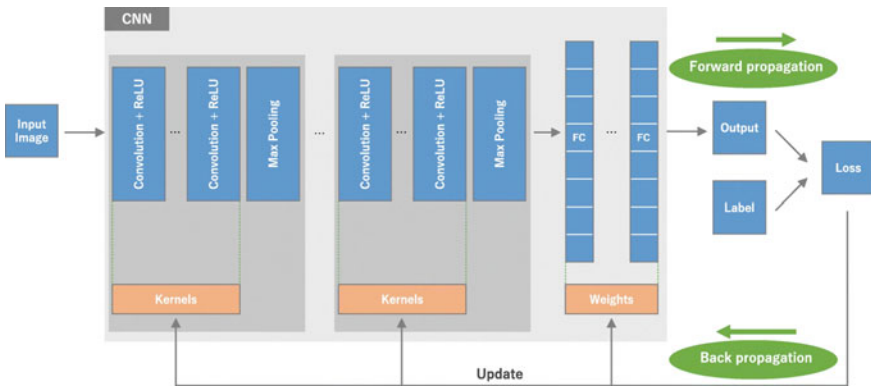 CNN
Forward propagation
Input
Image
Convolution + ReLU
...
Convolution + ReLU
Max Pooling
...
Convolution + ReLU
...
Convolution + ReLU
Max Pooling
FC
...
FC
Output
Label
Loss
Kernels
Kernels
Weights
Back propagation
Update